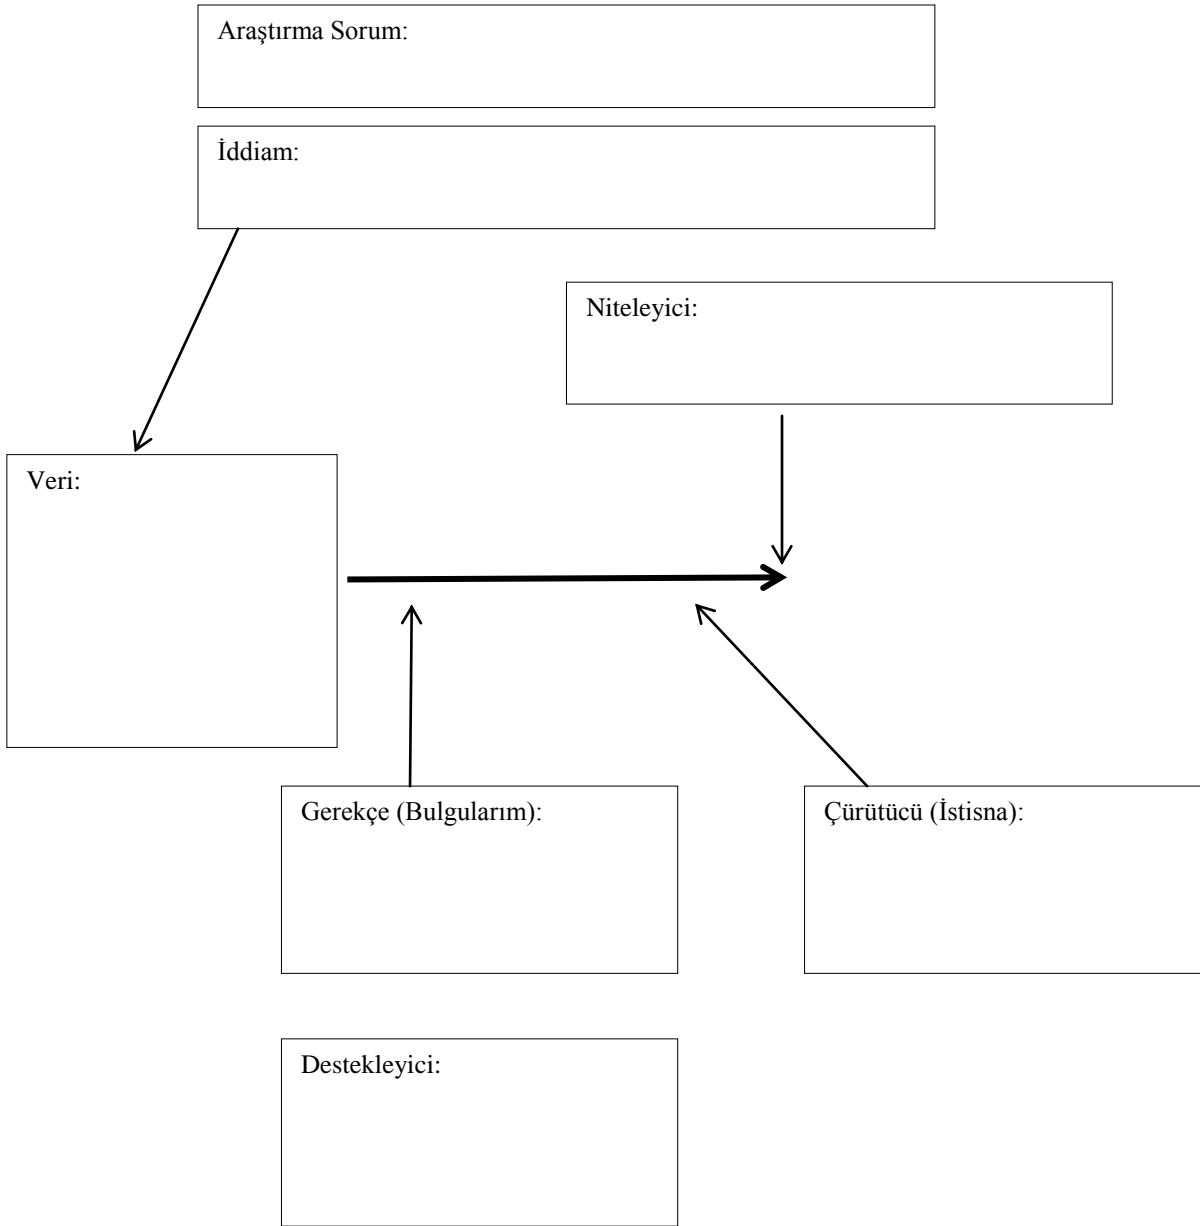 Araştırma Sorum:
İddiam:
Niteleyici:
Veri:
Gerekçe (Bulgularım):
Çürütücü (İstisna):
Destekleyici: